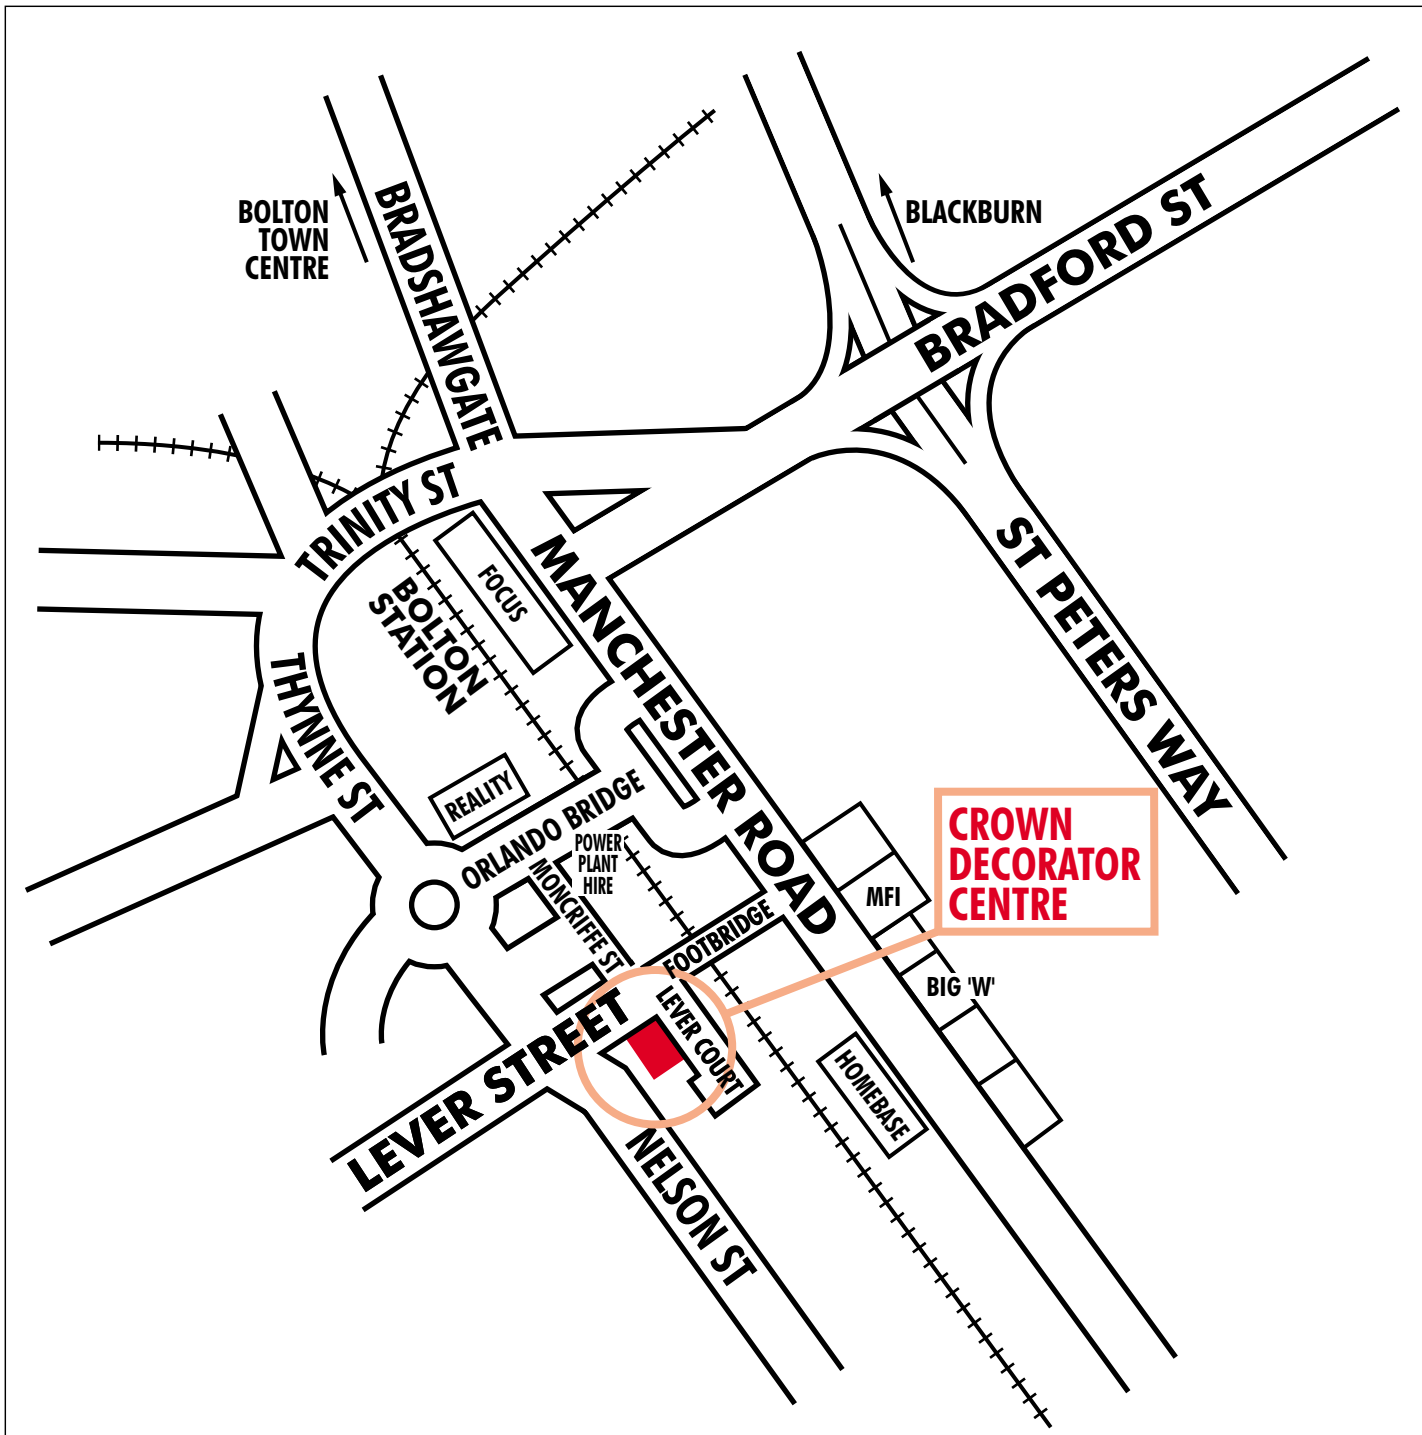 BOLTON
TOWN
CENTRE
BRADSHAWGATE
BLACKBURN
BRADFORD ST
TRINITY ST
FOCUS
BOLTON
STATION
MANCHESTER ROAD
ST PETERS WAY
THYNNE ST
REALITY
ORLANDO BRIDGE
POWER
PLANT
HIRE
MONCRIFFE ST
FOOTBRIDGE
MFI
CROWN
DECORATOR
CENTRE
BIG 'W'
LEVER STREET
LEVER COURT
HOMEBASE
NELSON ST